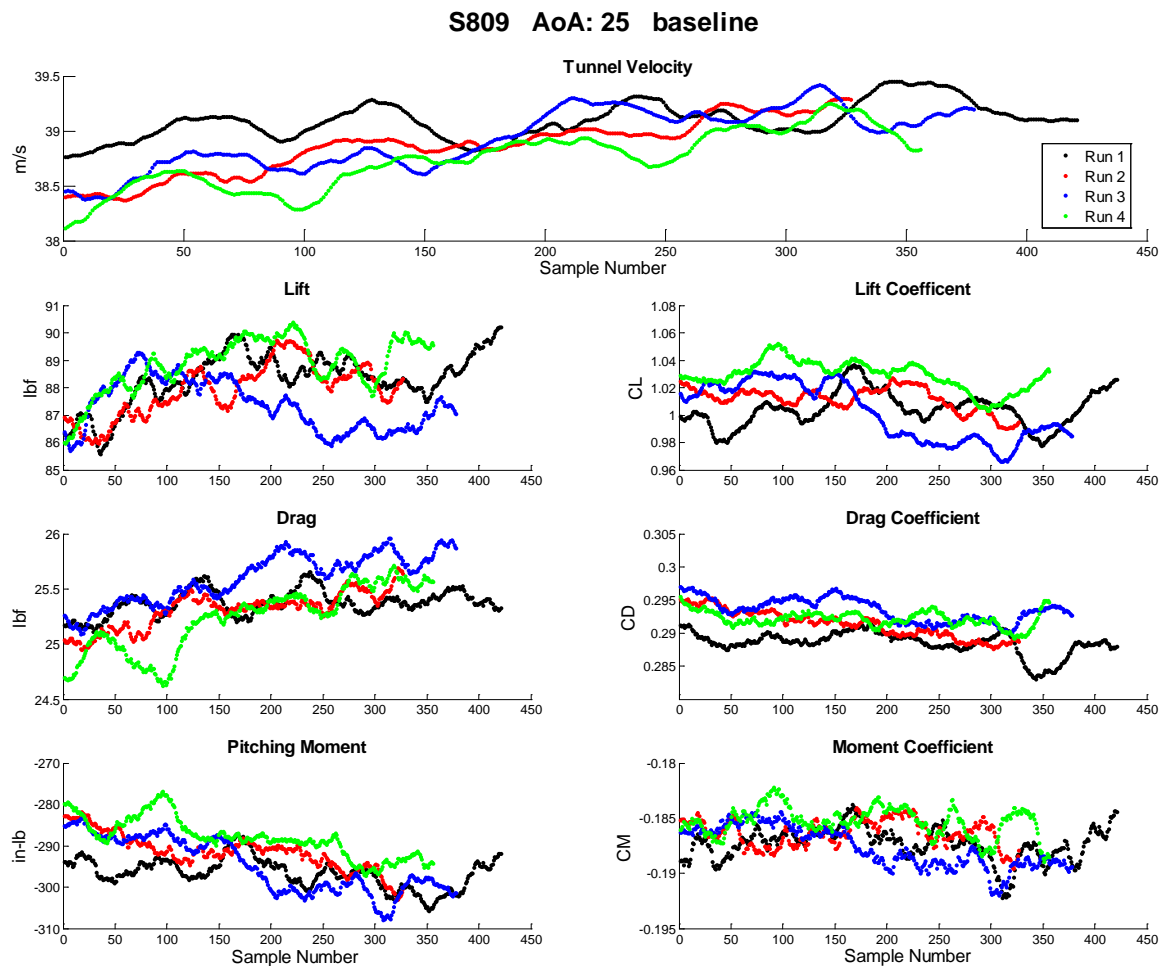 S809 AoA: 25 baseline
Tunnel Velocity
39.5
39
38.5
38
m/s
0 50 100 150 200 250 300 350 400 450
Sample Number
Run 1
Run 2
Run 3
Run 4
Lift
91
90
89
88
87
86
85
lbf
0 50 100 150 200 250 300 350 400 450
Lift Coefficent
1.08
1.06
1.04
1.02
1
0.98
0.96
CL
0 50 100 150 200 250 300 350 400 450
Drag
26
25.5
25
24.5
lbf
0 50 100 150 200 250 300 350 400 450
Drag Coefficient
0.305
0.3
0.295
0.29
0.285
CD
0 50 100 150 200 250 300 350 400 450
Pitching Moment
-270
-280
-290
-300
-310
in-lb
0 50 100 150 200 250 300 350 400 450
Sample Number
Moment Coefficient
-0.18
-0.185
-0.19
-0.195
CM
0 50 100 150 200 250 300 350 400 450
Sample Number